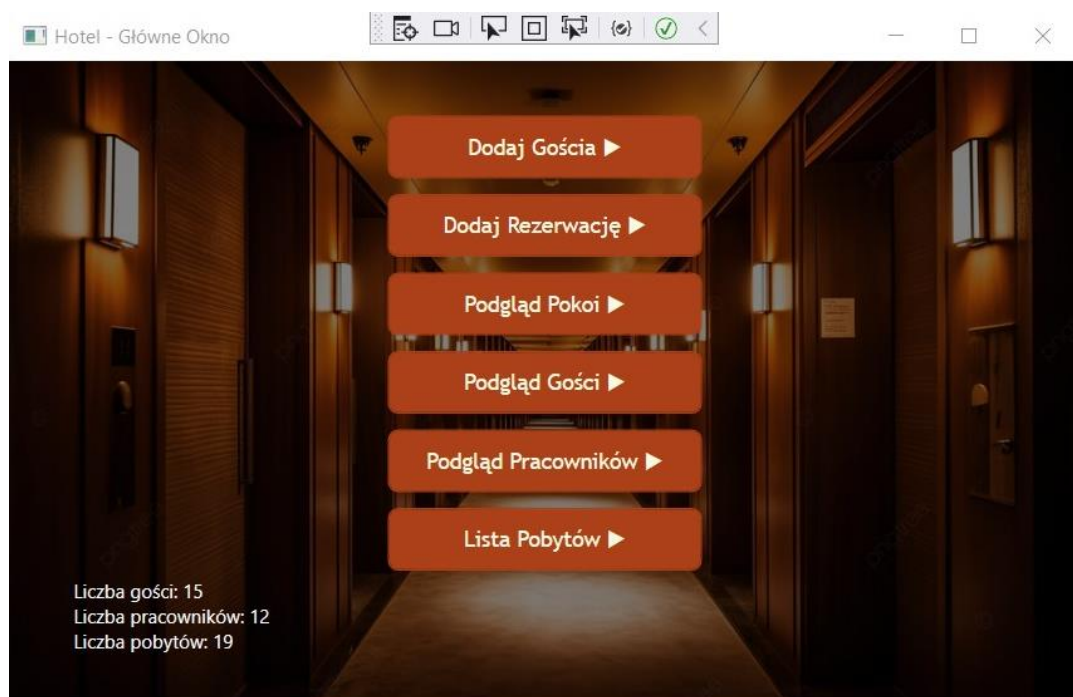 Hotel - Główne Okno
Dodaj Gościa ▶
Dodaj Rezerwację ▶
Podgląd Pokoi ▶
Podgląd Gości ▶
Podgląd Pracowników ▶
Lista Pobytów ▶
Liczba gości: 15
Liczba pracowników: 12
Liczba pobytów: 19